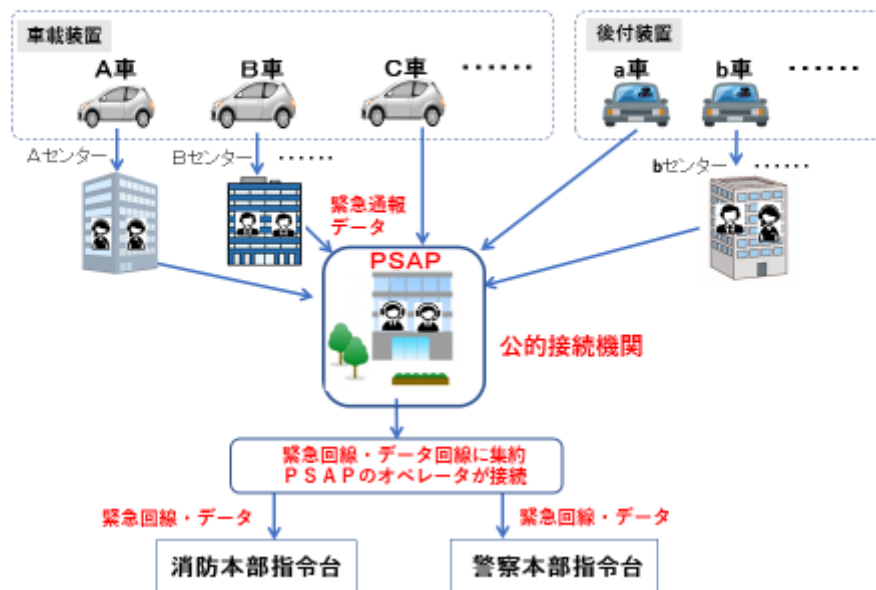 車載装置
後付装置
A車
B車
C車
‥‥‥
a車
b車
‥‥‥
Aセンター
Bセンター
‥‥‥
bセンター
‥‥‥
緊急通報
データ
PSAP
公的接続機関
緊急回線・データ回線に集約
PSAPのオペレータが接続
緊急回線・データ
緊急回線・データ
消防本部指令台
警察本部指令台